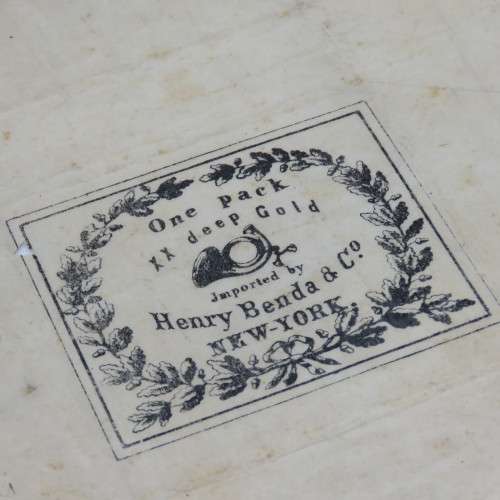 One pack
XX deep Gold
Imported by
Henry Benda & Co
NEW-YORK.